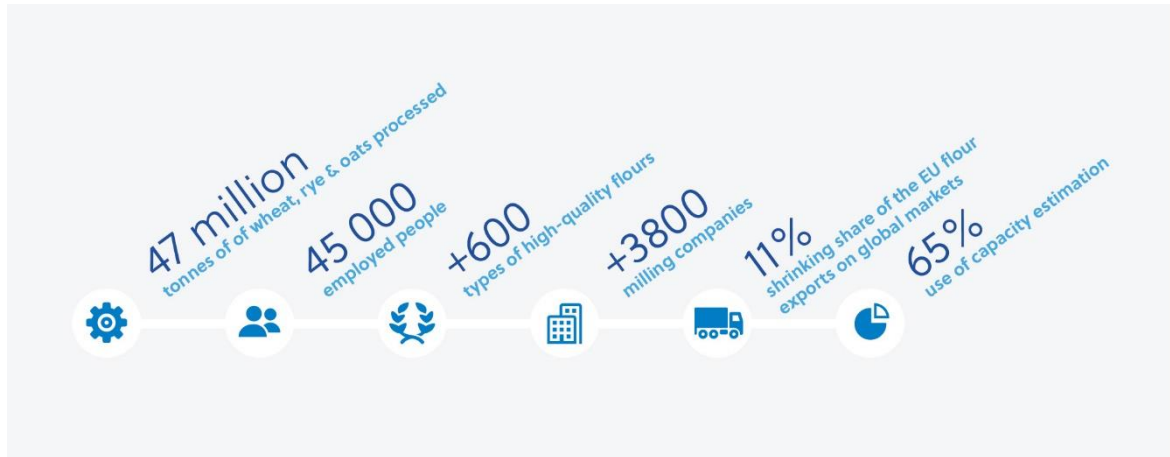 47 million
tonnes of of wheat, rye & oats processed
45 000
employed people
+600
types of high-quality flours
+3800
milling companies
11%
shrinking share of the EU flour
exports on global markets
65%
use of capacity estimation